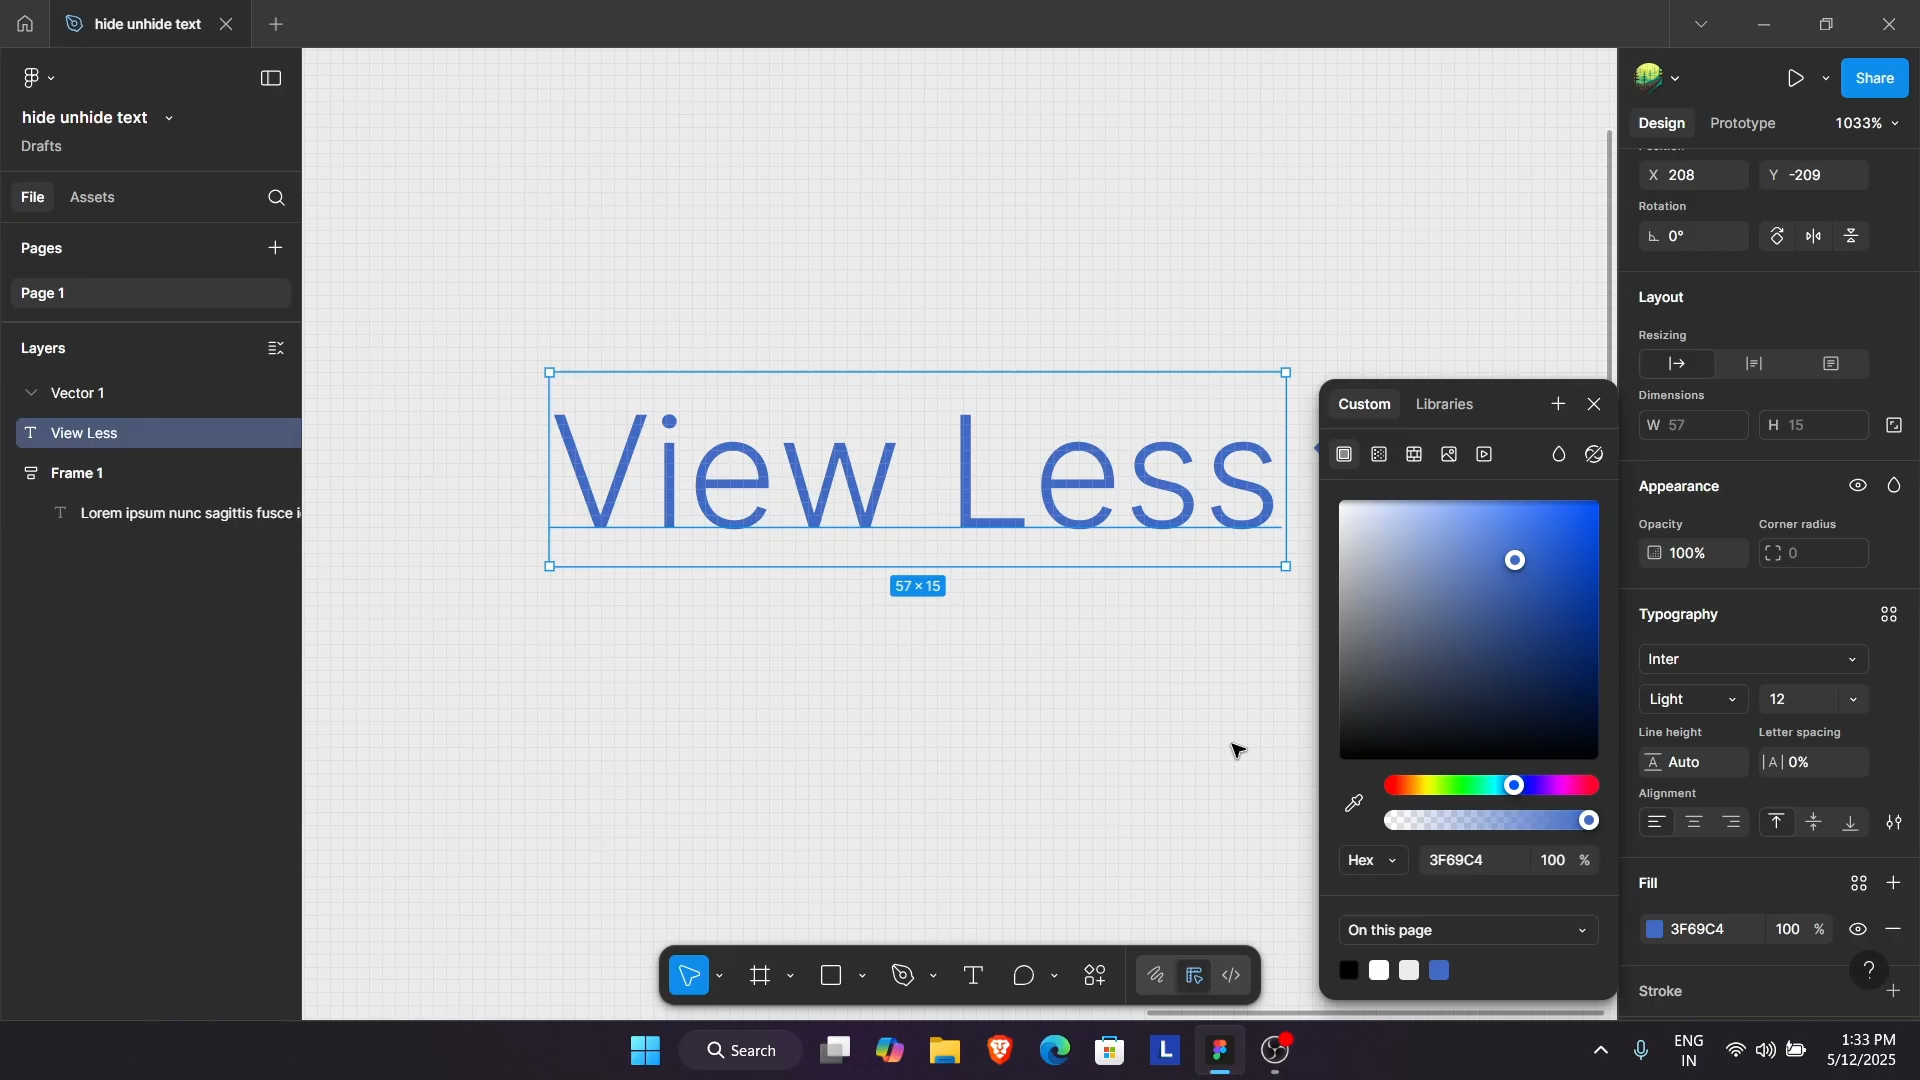 hide unhide text
hide unhide text
Drafts
File Assets
Pages
Page 1
Layers
Vector 1
View Less
Frame 1
Lorem ipsum nunc sagittis fusce i
View Less
57 × 15
Custom Libraries
Hex 3F69C4 100 %
On this page
Share
Design Prototype 1033%
Position
X 208 Y -209
Rotation
0°
Layout
Resizing
Dimensions
W 57 H 15
Appearance
Opacity Corner radius
100% 0
Typography
Inter
Light 12
Line height Letter spacing
Auto |A| 0%
Alignment
Fill
3F69C4 100 %
?
Stroke
Search
L
ENG
IN
1:33 PM
5/12/2025